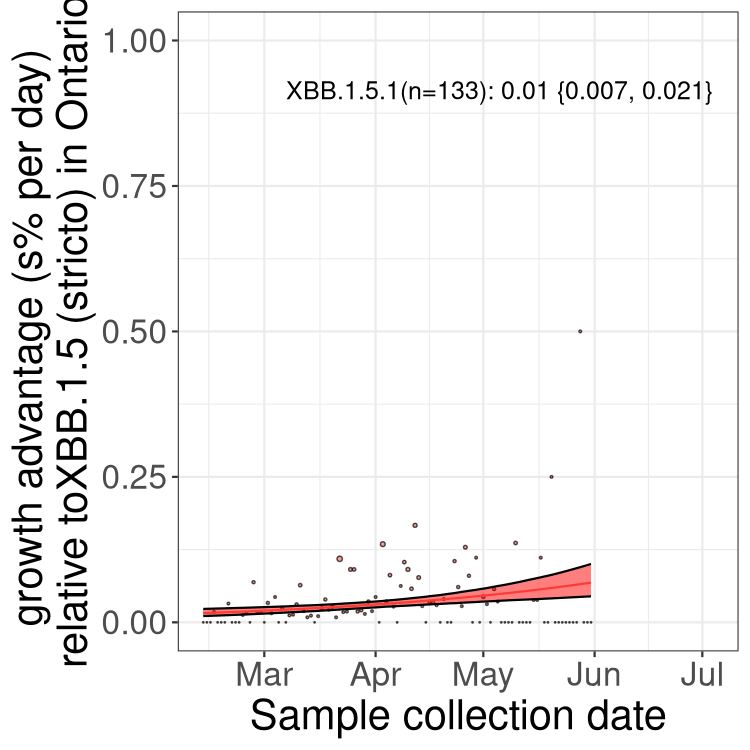 growth advantage (s% per day)
relative toXBB.1.5 (stricto) in Ontario
1.00
0.75
0.50
0.25
0.00
XBB.1.5.1(n=133): 0.01 {0.007, 0.021}
Mar Apr May Jun Jul
Sample collection date